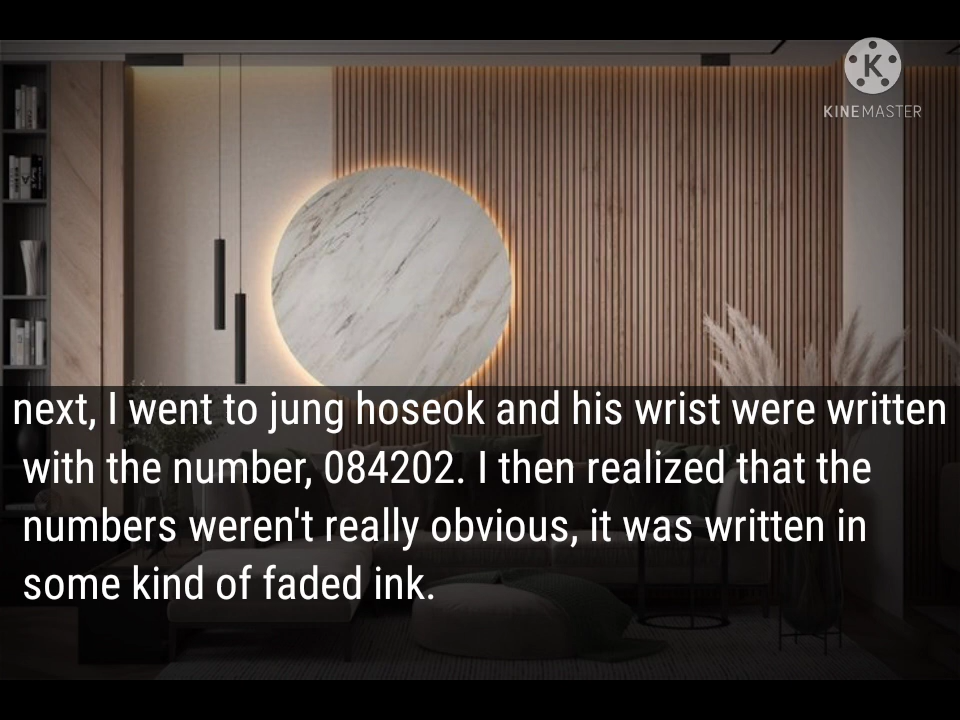 K
KINEMASTER
next, I went to jung hoseok and his wrist were written
with the number, 084202. I then realized that the
numbers weren't really obvious, it was written in
some kind of faded ink.